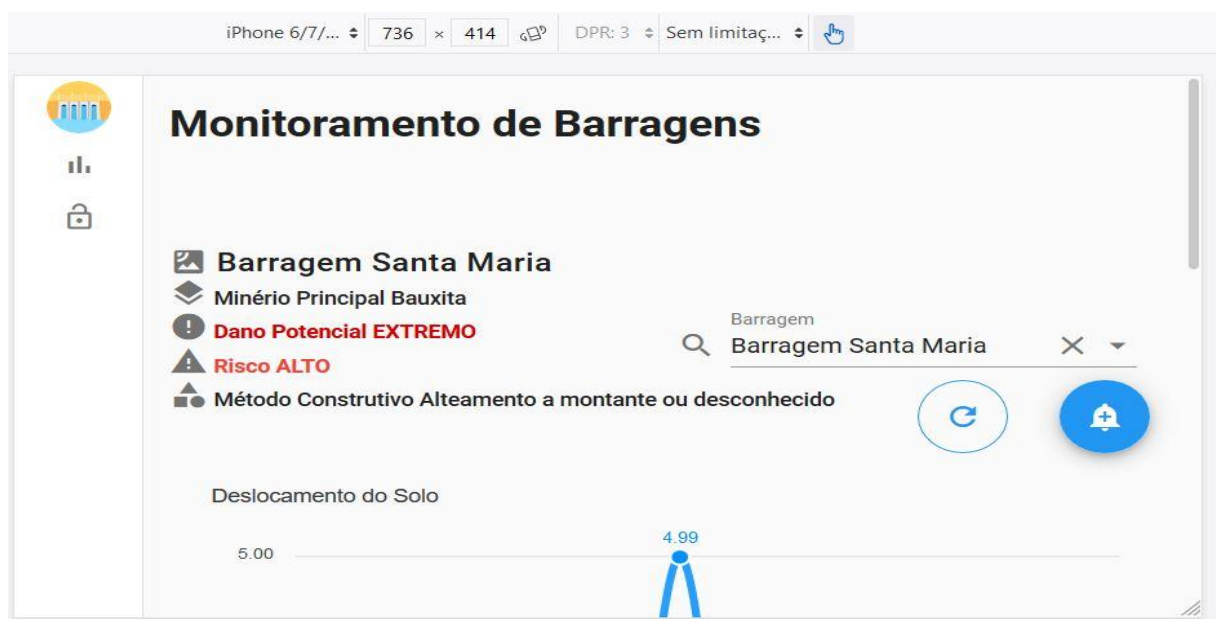 iPhone 6/7/... 736 × 414 DPR: 3 Sem limitaç...
Monitoramento de Barragens
Barragem Santa Maria
Minério Principal Bauxita
Dano Potencial EXTREMO
Risco ALTO
Método Construtivo Alteamento a montante ou desconhecido
Barragem
Barragem Santa Maria
Deslocamento do Solo
4.99
5.00